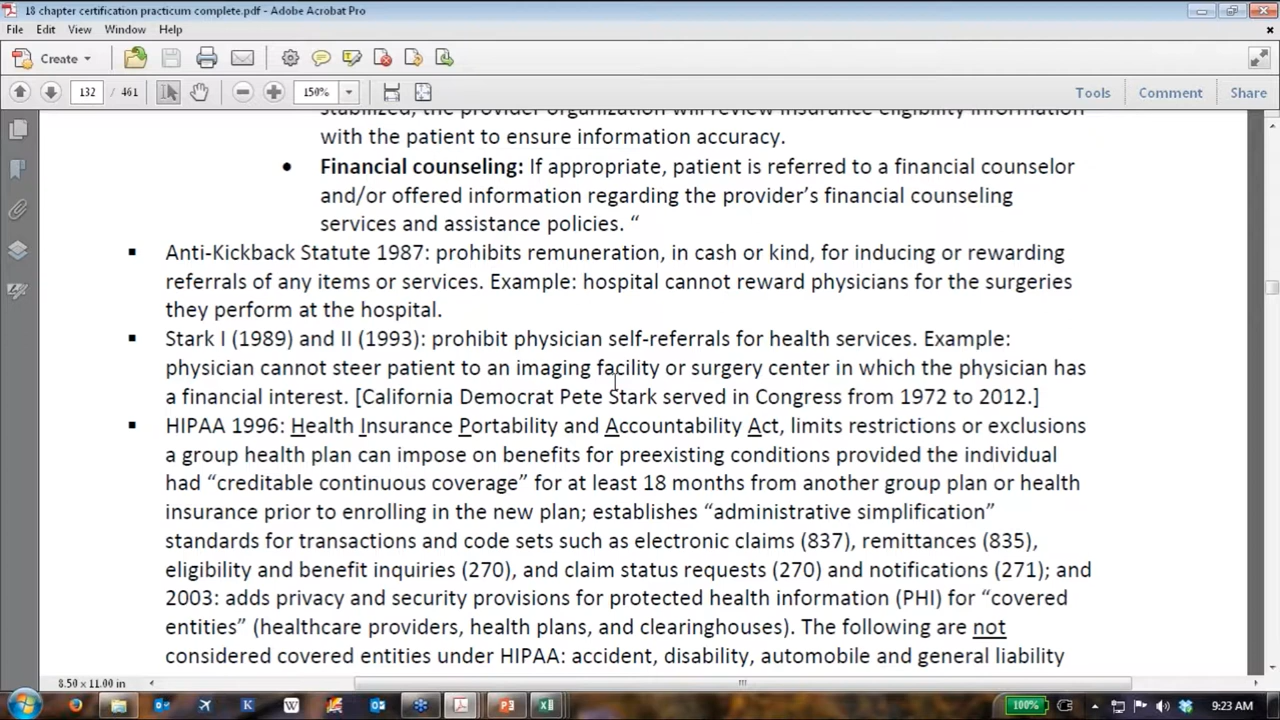 18 chapter certification practicum complete.pdf - Adobe Acrobat Pro
File Edit View Window Help
Create
132 / 461 150% Tools Comment Share
stabilized, the provider organization will review insurance eligibility information
with the patient to ensure information accuracy.
• Financial counseling: If appropriate, patient is referred to a financial counselor
and/or offered information regarding the provider’s financial counseling
services and assistance policies. “
▪ Anti-Kickback Statute 1987: prohibits remuneration, in cash or kind, for inducing or rewarding
referrals of any items or services. Example: hospital cannot reward physicians for the surgeries
they perform at the hospital.
▪ Stark I (1989) and II (1993): prohibit physician self-referrals for health services. Example:
physician cannot steer patient to an imaging facility or surgery center in which the physician has
a financial interest. [California Democrat Pete Stark served in Congress from 1972 to 2012.]
▪ HIPAA 1996: Health Insurance Portability and Accountability Act, limits restrictions or exclusions
a group health plan can impose on benefits for preexisting conditions provided the individual
had “creditable continuous coverage” for at least 18 months from another group plan or health
insurance prior to enrolling in the new plan; establishes “administrative simplification”
standards for transactions and code sets such as electronic claims (837), remittances (835),
eligibility and benefit inquiries (270), and claim status requests (270) and notifications (271); and
2003: adds privacy and security provisions for protected health information (PHI) for “covered
entities” (healthcare providers, health plans, and clearinghouses). The following are not
considered covered entities under HIPAA: accident, disability, automobile and general liability
8.50 x 11.00 in
100% 9:23 AM